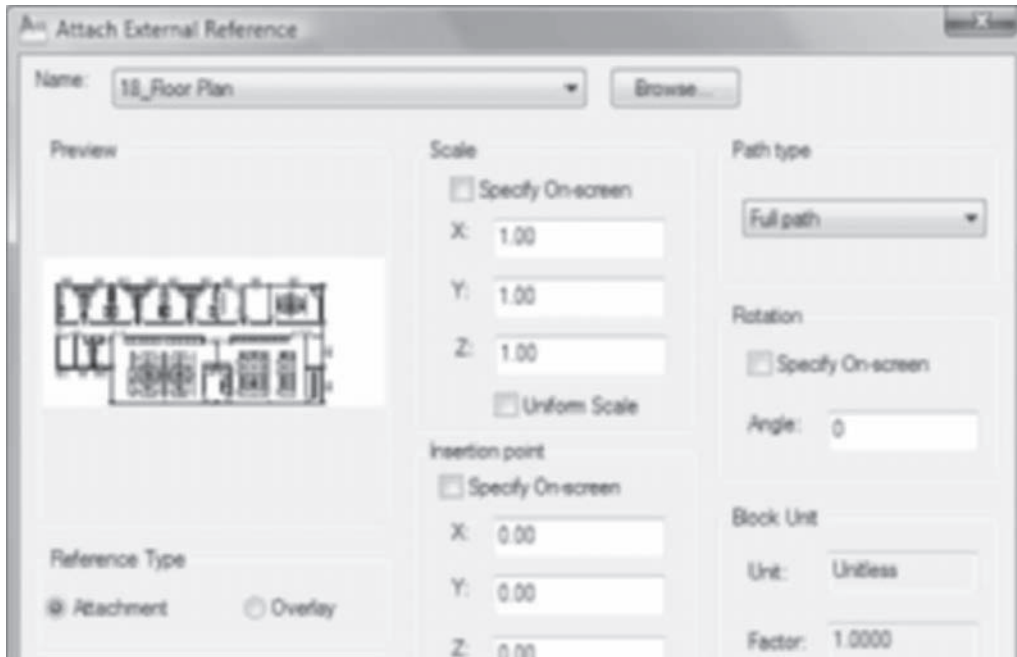 Attach External Reference
Name: 18_Floor Plan Browse...
Preview
Scale
Specify On-screen
X: 1.00
Y: 1.00
Z: 1.00
Uniform Scale
Path type
Full path
Rotation
Specify On-screen
Angle: 0
Insertion point
Specify On-screen
X: 0.00
Y: 0.00
Z: 0.00
Block Unit
Unit: Unitless
Factor: 1.0000
Reference Type
Attachment Overlay